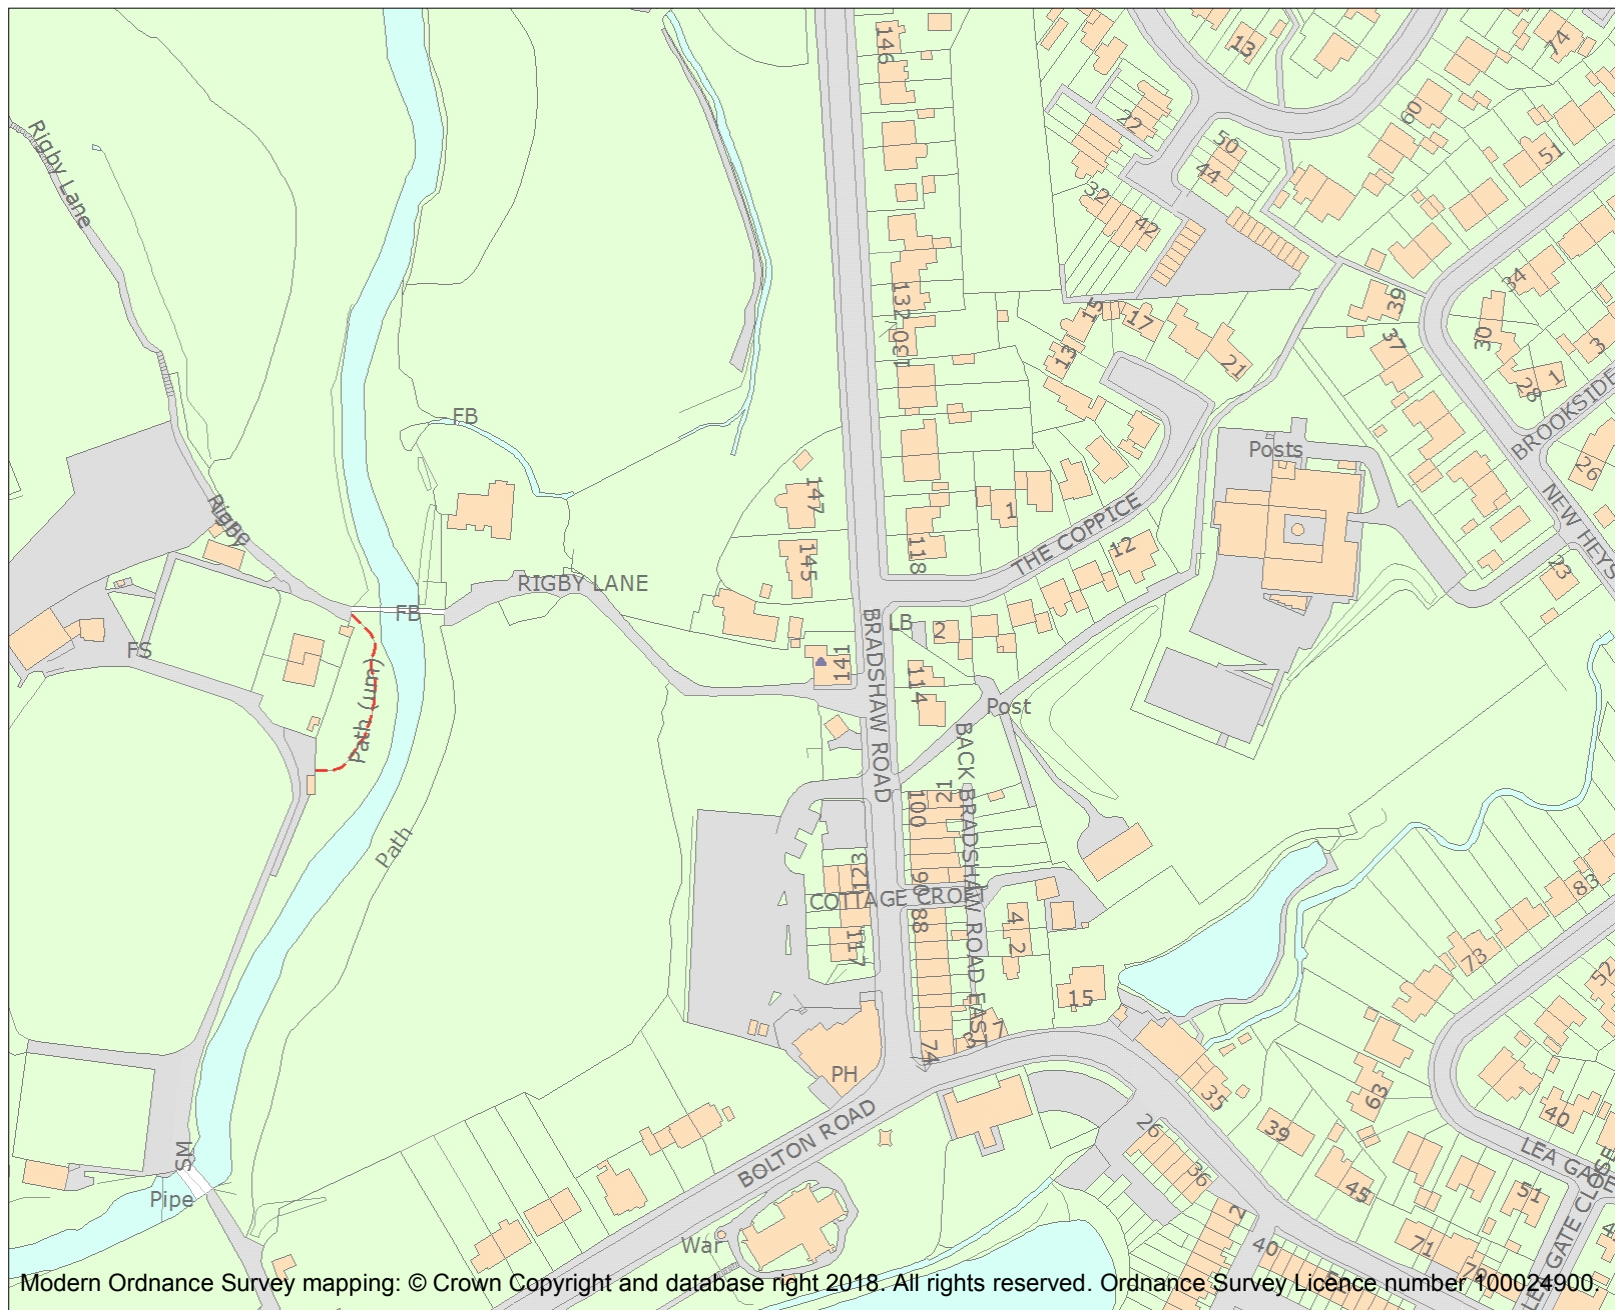 146
13
74
Rigby Lane
22
60
50
51
44
32
42
132
130
15
17
13
21
39
37
34
30
3
28
1
BROOKSIDE
FB
Posts
26
147
1
Rigby
THE COPPICE
NEW HEYS
118
145
12
23
RIGBY LANE
FB
FS
LB
2
BRADSHAW ROAD
141
114
Path (um)
Post
BACK BRADSHAW ROAD EAST
21
100
Path
123
90
COTTAGE CROFT
88
4
2
117
83
73
52
15
7
3
74
PH
35
63
40
26
39
BOLTON ROAD
SM
36
LEA GATE CLOSE
45
51
Pipe
2
War
40
71
Modern Ordnance Survey mapping: © Crown Copyright and database right 2018. All rights reserved. Ordnance Survey Licence number 100024900.